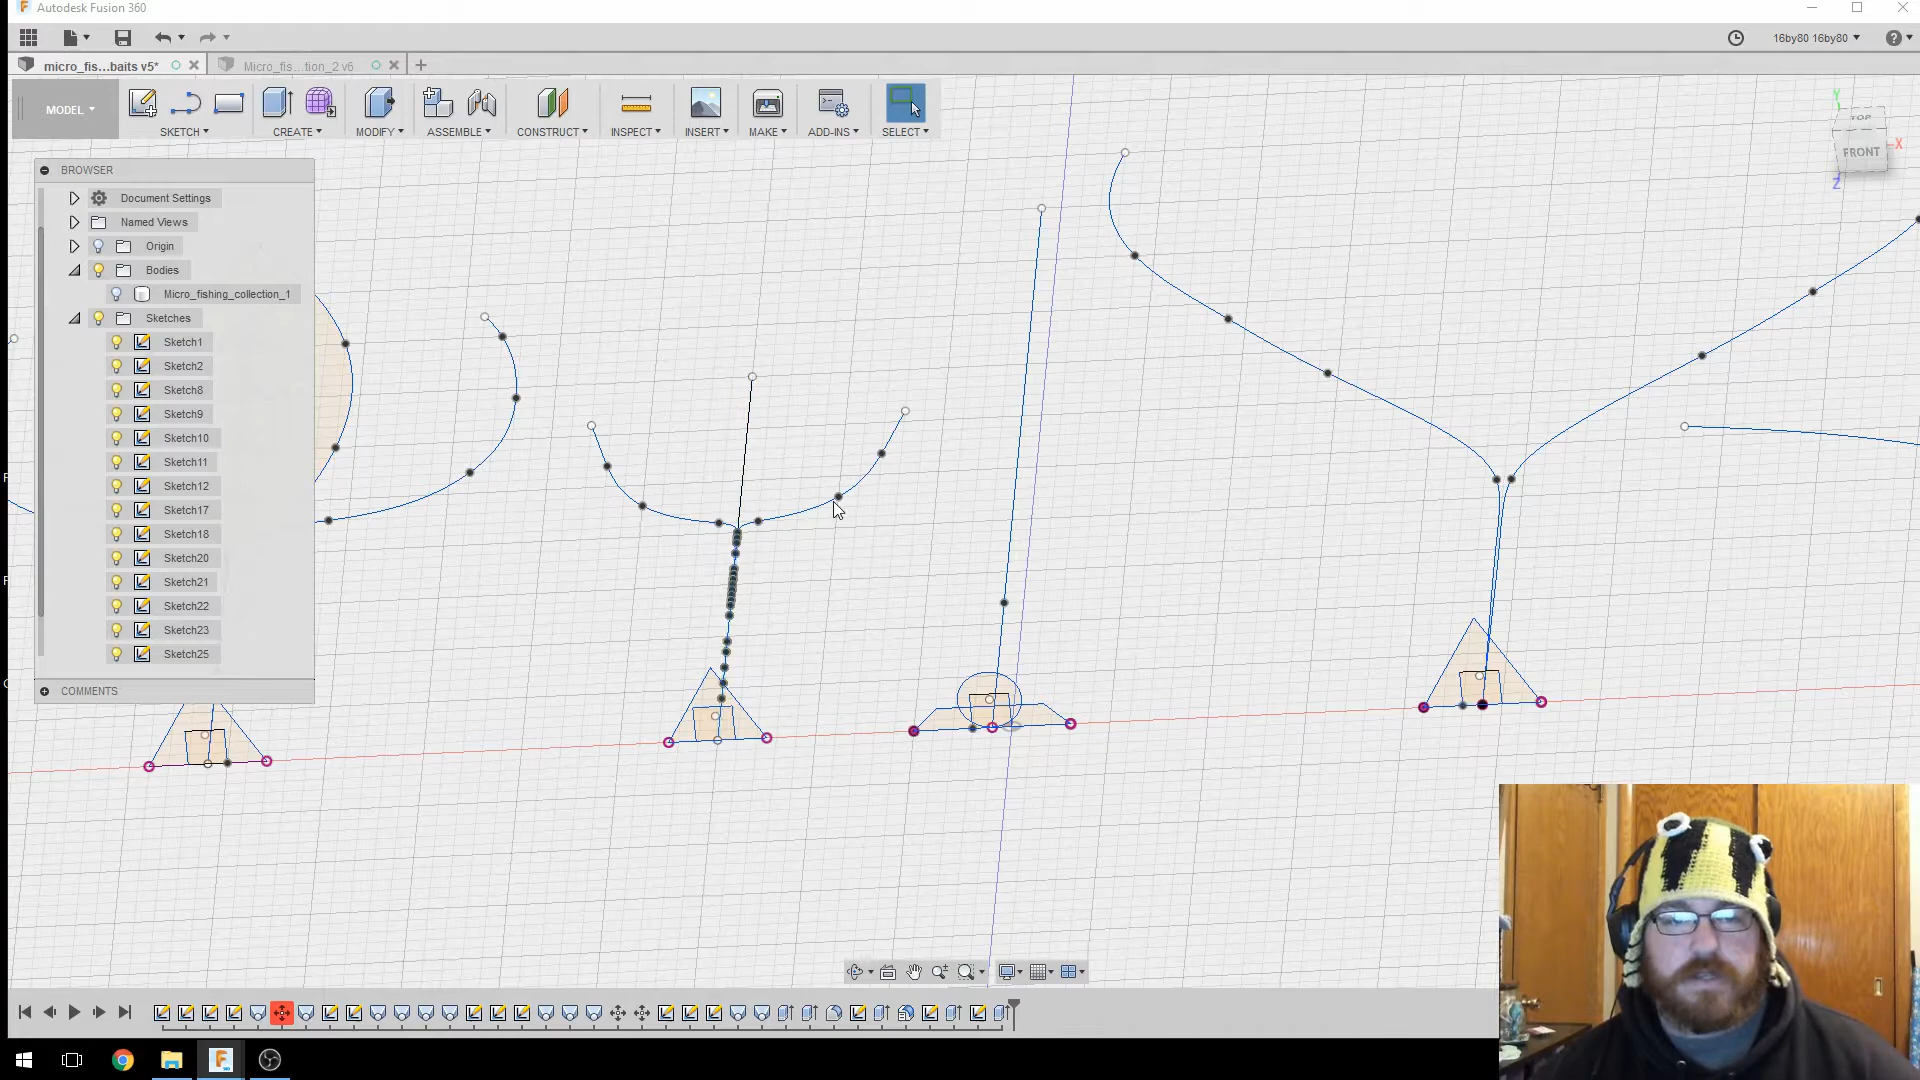 Autodesk Fusion 360
16by80 16by80
micro_fis...baits v5*
Micro_fis...tion_2 v6
MODEL
SKETCH
CREATE
MODIFY
ASSEMBLE
CONSTRUCT
INSPECT
INSERT
MAKE
ADD-INS
SELECT
Y
TOP
FRONT
X
Z
BROWSER
Document Settings
Named Views
Origin
Bodies
Micro_fishing_collection_1
Sketches
Sketch1
Sketch2
Sketch8
Sketch9
Sketch10
Sketch11
Sketch12
Sketch17
Sketch18
Sketch20
Sketch21
Sketch22
Sketch23
Sketch25
COMMENTS